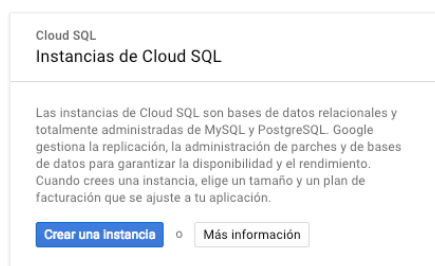 Cloud SQL
Instancias de Cloud SQL
Las instancias de Cloud SQL son bases de datos relacionales y
totalmente administradas de MySQL y PostgreSQL. Google
gestiona la replicación, la administración de parches y de bases
de datos para garantizar la disponibilidad y el rendimiento.
Cuando crees una instancia, elige un tamaño y un plan de
facturación que se ajuste a tu aplicación.
Crear una instancia o Más información